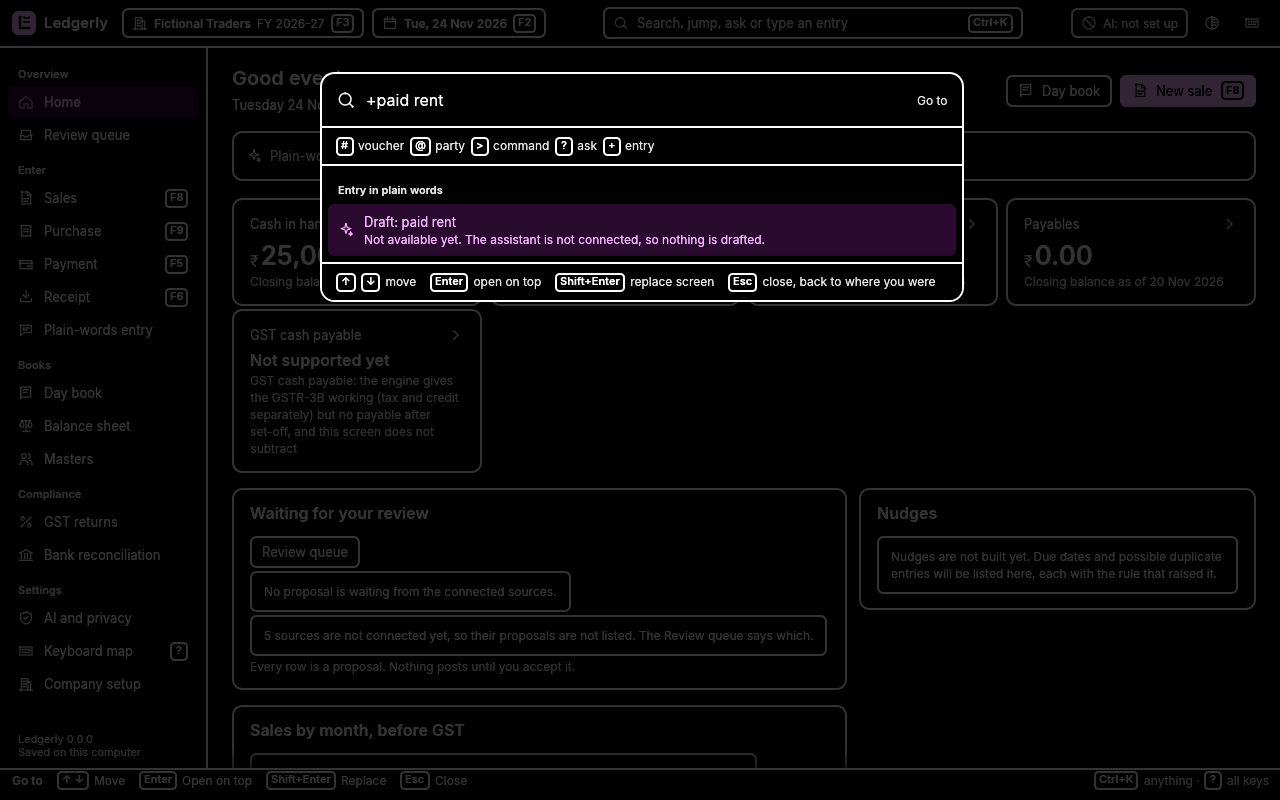 Ledgerly
Fictional Traders FY 2026-27 F3
Tue, 24 Nov 2026 F2
Search, jump, ask or type an entry Ctrl+K
AI: not set up
Overview
Home
Review queue
Enter
Sales F8
Purchase F9
Payment F5
Receipt F6
Plain-words entry
Books
Day book
Balance sheet
Masters
Compliance
GST returns
Bank reconciliation
Settings
AI and privacy
Keyboard map ?
Company setup
Ledgerly 0.0.0
Saved on this computer
Good eve
Tuesday 24 No
Day book
New sale F8
+paid rent
Go to
# voucher @ party > command ? ask + entry
Entry in plain words
Draft: paid rent
Not available yet. The assistant is not connected, so nothing is drafted.
↑ ↓ move Enter open on top Shift+Enter replace screen Esc close, back to where you were
Plain-wo
Cash in han
₹25,0
Closing bala
Payables
₹0.00
Closing balance as of 20 Nov 2026
GST cash payable
Not supported yet
GST cash payable: the engine gives
the GSTR-3B working (tax and credit
separately) but no payable after
set-off, and this screen does not
subtract
Waiting for your review
Review queue
No proposal is waiting from the connected sources.
5 sources are not connected yet, so their proposals are not listed. The Review queue says which.
Every row is a proposal. Nothing posts until you accept it.
Nudges
Nudges are not built yet. Due dates and possible duplicate
entries will be listed here, each with the rule that raised it.
Sales by month, before GST
Go to ↑↓ Move Enter Open on top Shift+Enter Replace Esc Close
Ctrl+K anything · ? all keys